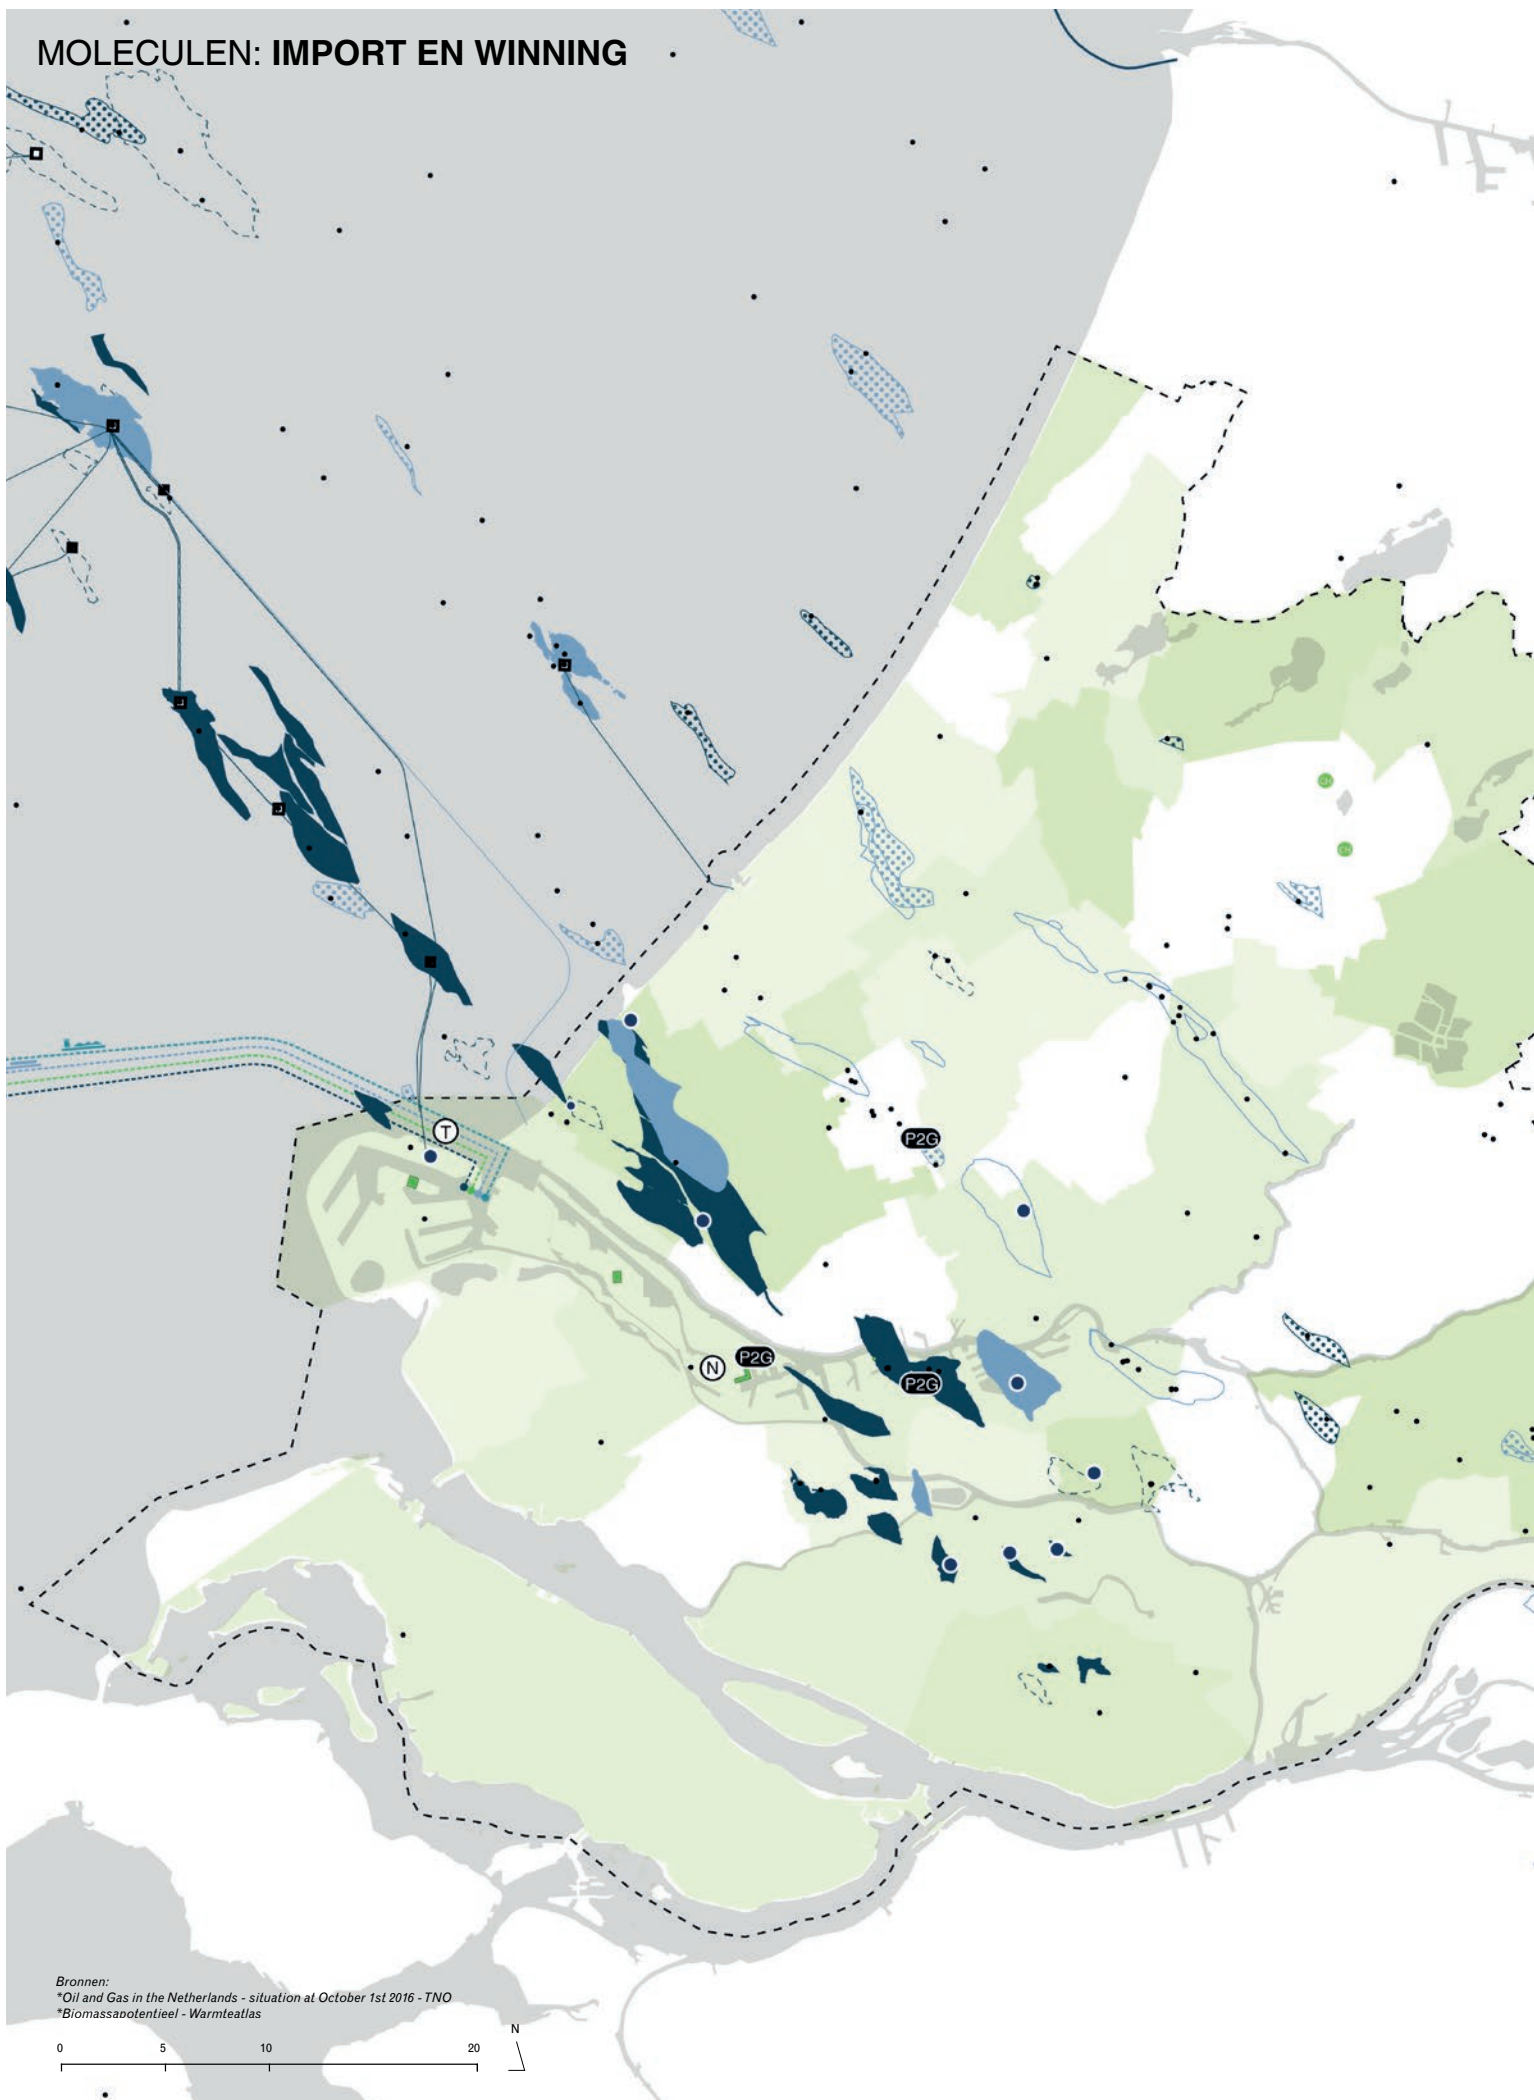 MOLECULEN: IMPORT EN WINNING
T
P2G
N
P2G
P2G
Bronnen:
*Oil and Gas in the Netherlands - situation at October 1st 2016 - TNO
*Biomassapotentieel - Warmteatlas
0 5 10 20
N